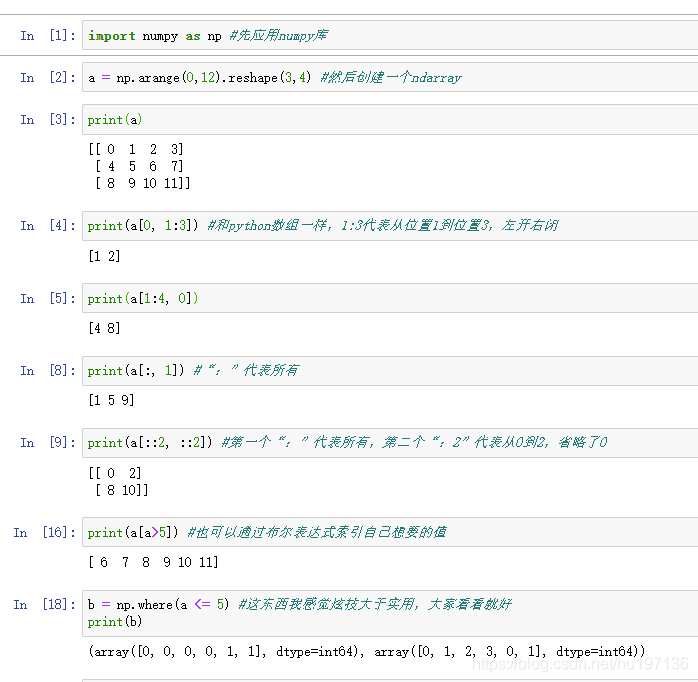 In [1]: import numpy as np #先应用numpy库
In [2]: a = np.arange(0,12).reshape(3,4) #然后创建一个ndarray
In [3]: print(a)
[[ 0 1 2 3]
[ 4 5 6 7]
[ 8 9 10 11]]
In [4]: print(a[0, 1:3]) #和python数组一样，1:3代表从位置1到位置3，左开右闭
[1 2]
In [5]: print(a[1:4, 0])
[4 8]
In [8]: print(a[:, 1]) #“：”代表所有
[1 5 9]
In [9]: print(a[::2, ::2]) #第一个“：”代表所有，第二个“：2”代表从0到2，省略了0
[[ 0 2]
[ 8 10]]
In [16]: print(a[a>5]) #也可以通过布尔表达式索引自己想要的值
[ 6 7 8 9 10 11]
In [18]: b = np.where(a <= 5) #这东西我感觉炫技大于实用，大家看看就好
print(b)
(array([0, 0, 0, 0, 1, 1], dtype=int64), array([0, 1, 2, 3, 0, 1], dtype=int64))
https://blog.csdn.net/hu197136